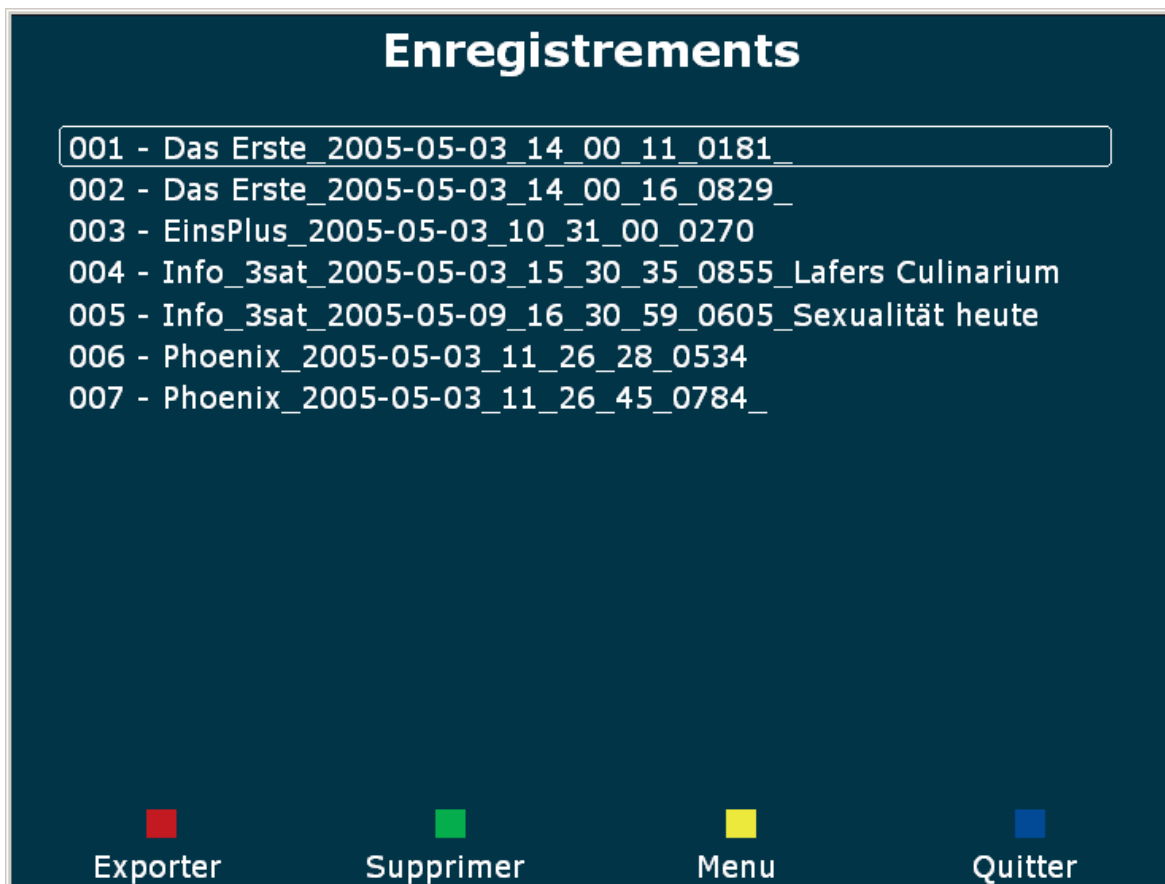 Enregistrements
001 - Das Erste_2005-05-03_14_00_11_0181_
002 - Das Erste_2005-05-03_14_00_16_0829_
003 - EinsPlus_2005-05-03_10_31_00_0270
004 - Info_3sat_2005-05-03_15_30_35_0855_Lafers Culinarium
005 - Info_3sat_2005-05-09_16_30_59_0605_Sexualität heute
006 - Phoenix_2005-05-03_11_26_28_0534
007 - Phoenix_2005-05-03_11_26_45_0784_
Exporter Supprimer Menu Quitter